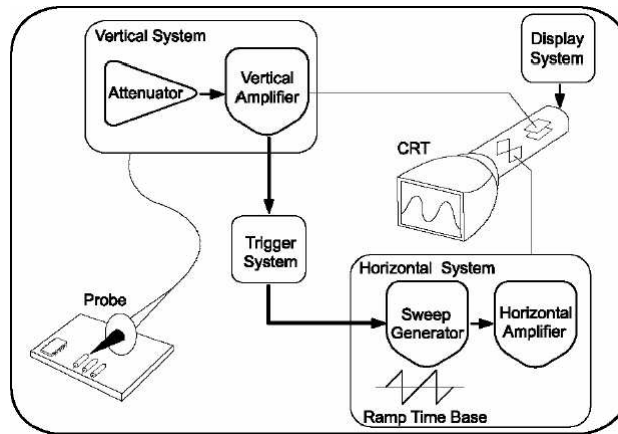 Vertical System
Attenuator
Vertical
Amplifier
Display
System
CRT
Trigger
System
Probe
Horizontal System
Sweep
Generator
Horizontal
Amplifier
Ramp Time Base